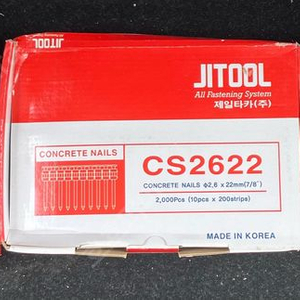 JITOOL
All Fastening System
제일타카(주)
CONCRETE NAILS
CS2622
CONCRETE NAILS φ2,6 x 22mm(7/8")
2,000Pcs (10pcs x 200strips)
MADE IN KOREA